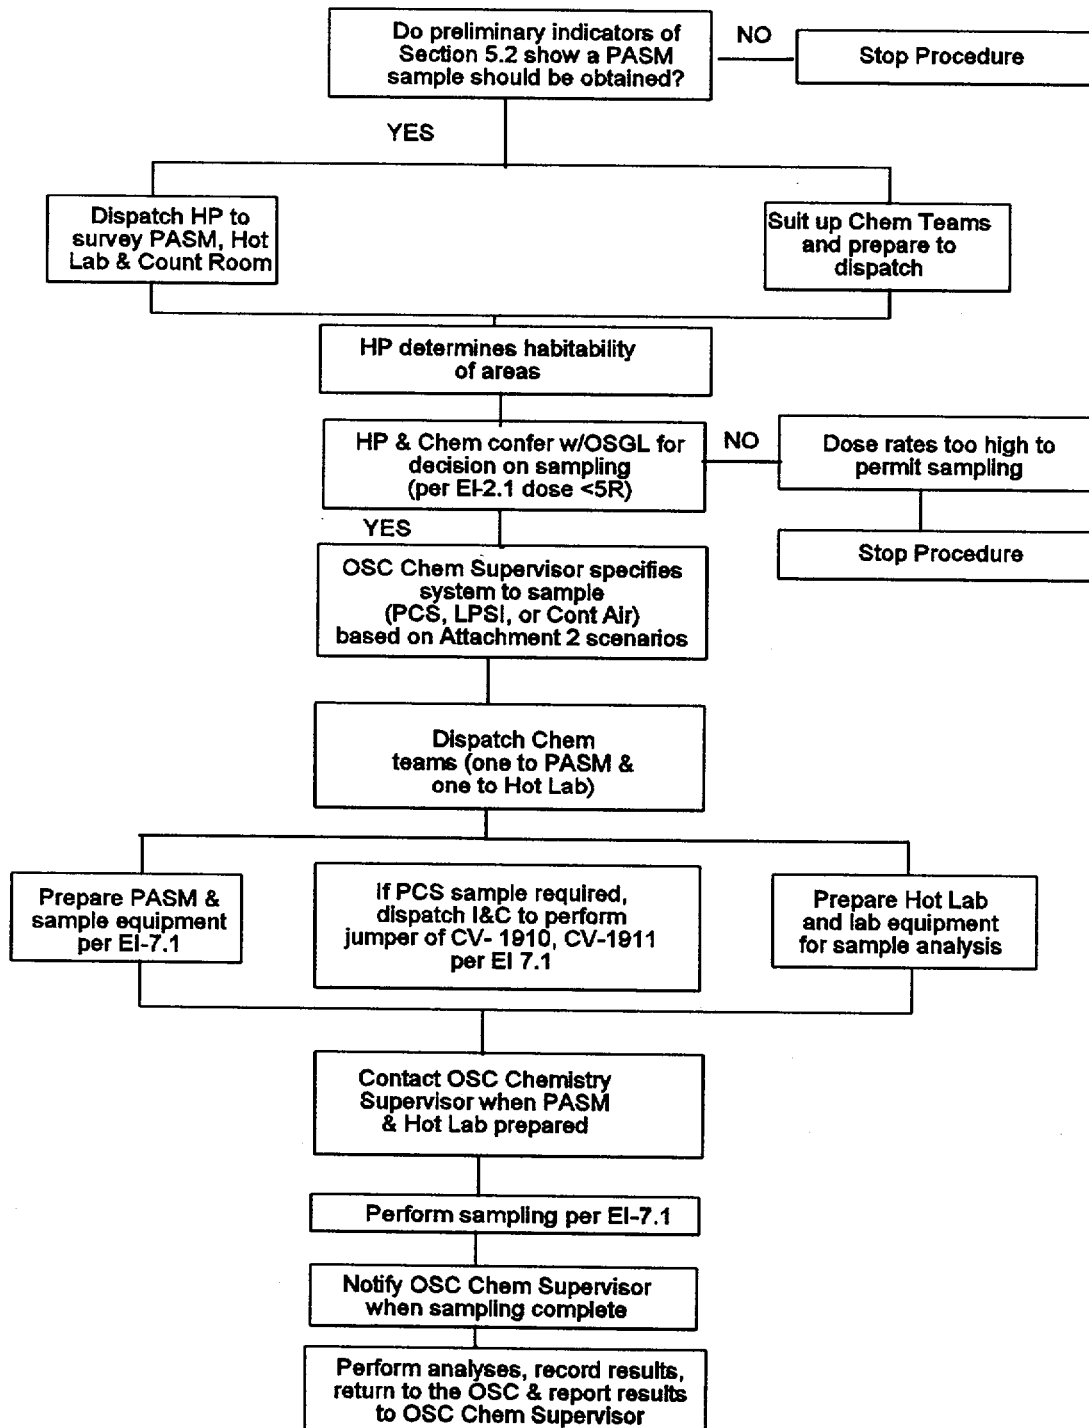 Do preliminary indicators of
Section 5.2 show a PASM
sample should be obtained?
NO
Stop Procedure
YES
Dispatch HP to
survey PASM, Hot
Lab & Count Room
Suit up Chem Teams
and prepare to
dispatch
HP determines habitability
of areas
HP & Chem confer w/OSGL for
decision on sampling
(per EI-2.1 dose <5R)
NO
Dose rates too high to
permit sampling
Stop Procedure
YES
OSC Chem Supervisor specifies
system to sample
(PCS, LPSI, or Cont Air)
based on Attachment 2 scenarios
Dispatch Chem
teams (one to PASM &
one to Hot Lab)
Prepare PASM &
sample equipment
per EI-7.1
If PCS sample required,
dispatch I&C to perform
jumper of CV- 1910, CV-1911
per EI 7.1
Prepare Hot Lab
and lab equipment
for sample analysis
Contact OSC Chemistry
Supervisor when PASM
& Hot Lab prepared
Perform sampling per EI-7.1
Notify OSC Chem Supervisor
when sampling complete
Perform analyses, record results,
return to the OSC & report results
to OSC Chem Supervisor